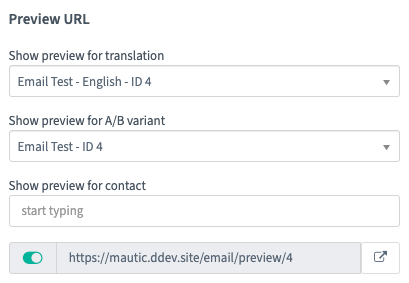 Preview URL
Show preview for translation
Email Test - English - ID 4
Show preview for A/B variant
Email Test - ID 4
Show preview for contact
start typing
https://mautic.ddev.site/email/preview/4